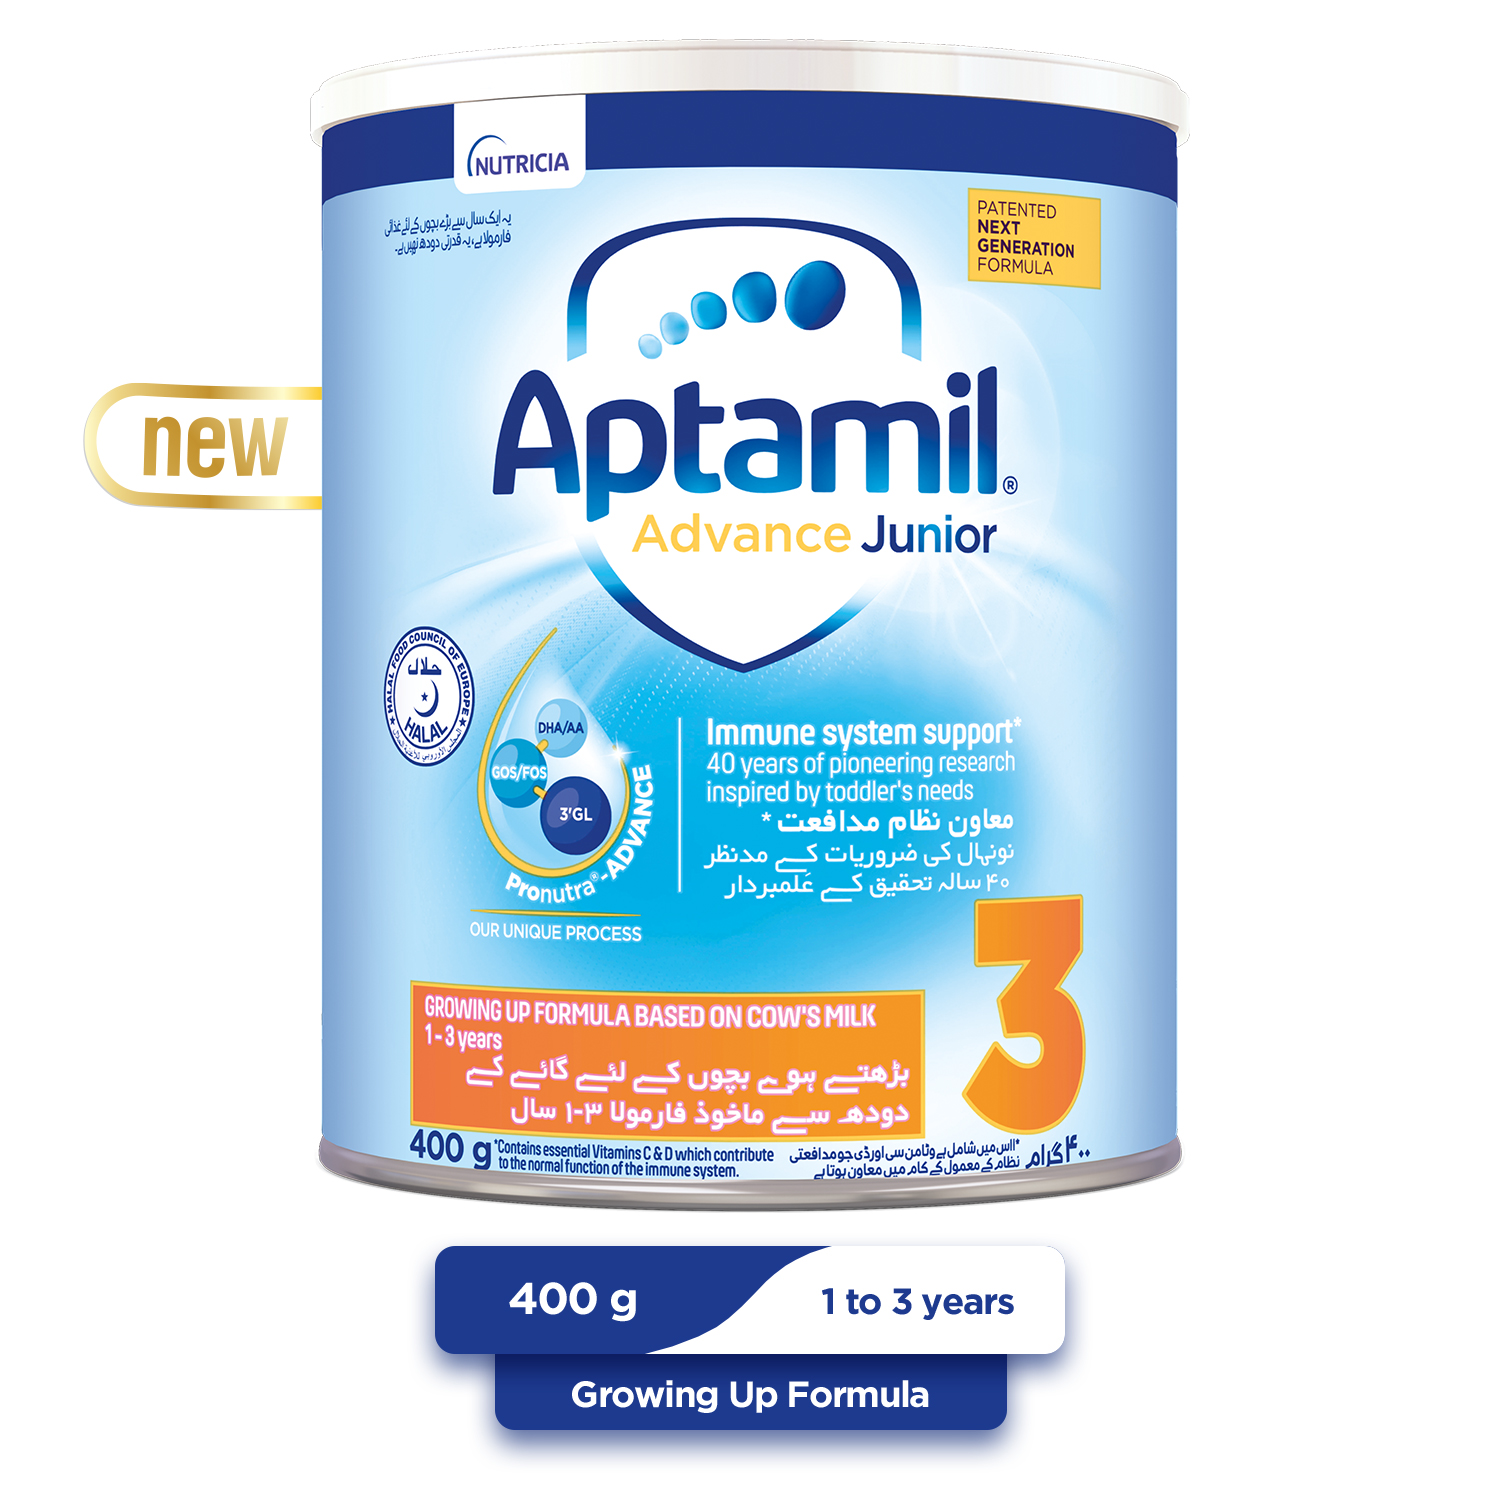 NUTRICIA
یہ ایک سال سے بڑے بچوں کے لئے غذائی
فارمولا ہے، یہ قدرتی دودھ نہیں ہے۔
PATENTED
NEXT
GENERATION
FORMULA
new
Aptamil®
Advance Junior
HALAL FOOD COUNCIL OF EUROPE
حلال
HALAL
DHA/AA
GOS/FOS
3'GL
Pronutra®-ADVANCE
OUR UNIQUE PROCESS
Immune system support*
40 years of pioneering research
inspired by toddler's needs
معاون نظام مدافعت *
نونہال کی ضروریات کے مدنظر
۴۰ سالہ تحقیق کے عَلمبردار
3
GROWING UP FORMULA BASED ON COW'S MILK
1 - 3 years
بڑھتے ہوۓ بچوں کے لئے گائے کے
دودھ سے ماخوذ فارمولا ۳-۱ سال
400 g
*Contains essential Vitamins C & D which contribute
to the normal function of the immune system.
*اس میں شامل ہے وٹامن سی اور ڈی جو مدافعتی
نظام کے معمول کے کام میں معاون ہوتا ہے
۴۰۰ گرام
400 g
1 to 3 years
Growing Up Formula